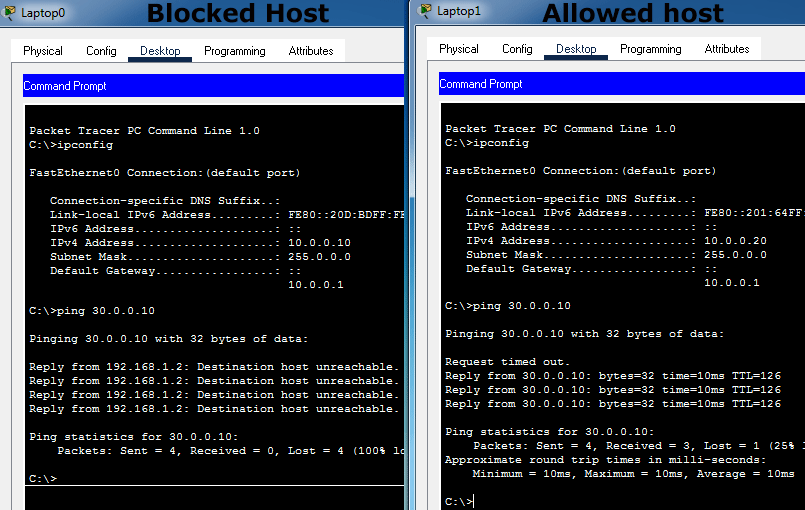 Laptop0
Blocked Host
Physical Config Desktop Programming Attributes
Command Prompt
Packet Tracer PC Command Line 1.0
C:\>ipconfig
FastEthernet0 Connection:(default port)
Connection-specific DNS Suffix..:
Link-local IPv6 Address.........: FE80::20D:BDFF:FE
IPv6 Address....................: ::
IPv4 Address....................: 10.0.0.10
Subnet Mask.....................: 255.0.0.0
Default Gateway.................: ::
10.0.0.1
C:\>ping 30.0.0.10
Pinging 30.0.0.10 with 32 bytes of data:
Reply from 192.168.1.2: Destination host unreachable.
Reply from 192.168.1.2: Destination host unreachable.
Reply from 192.168.1.2: Destination host unreachable.
Reply from 192.168.1.2: Destination host unreachable.
Ping statistics for 30.0.0.10:
Packets: Sent = 4, Received = 0, Lost = 4 (100% lo
C:\>
Laptop1
Allowed host
Physical Config Desktop Programming Attributes
Command Prompt
Packet Tracer PC Command Line 1.0
C:\>ipconfig
FastEthernet0 Connection:(default port)
Connection-specific DNS Suffix..:
Link-local IPv6 Address.........: FE80::201:64FF:
IPv6 Address....................: ::
IPv4 Address....................: 10.0.0.20
Subnet Mask.....................: 255.0.0.0
Default Gateway.................: ::
10.0.0.1
C:\>ping 30.0.0.10
Pinging 30.0.0.10 with 32 bytes of data:
Request timed out.
Reply from 30.0.0.10: bytes=32 time=10ms TTL=126
Reply from 30.0.0.10: bytes=32 time=10ms TTL=126
Reply from 30.0.0.10: bytes=32 time=10ms TTL=126
Ping statistics for 30.0.0.10:
Packets: Sent = 4, Received = 3, Lost = 1 (25% l
Approximate round trip times in milli-seconds:
Minimum = 10ms, Maximum = 10ms, Average = 10ms
C:\>